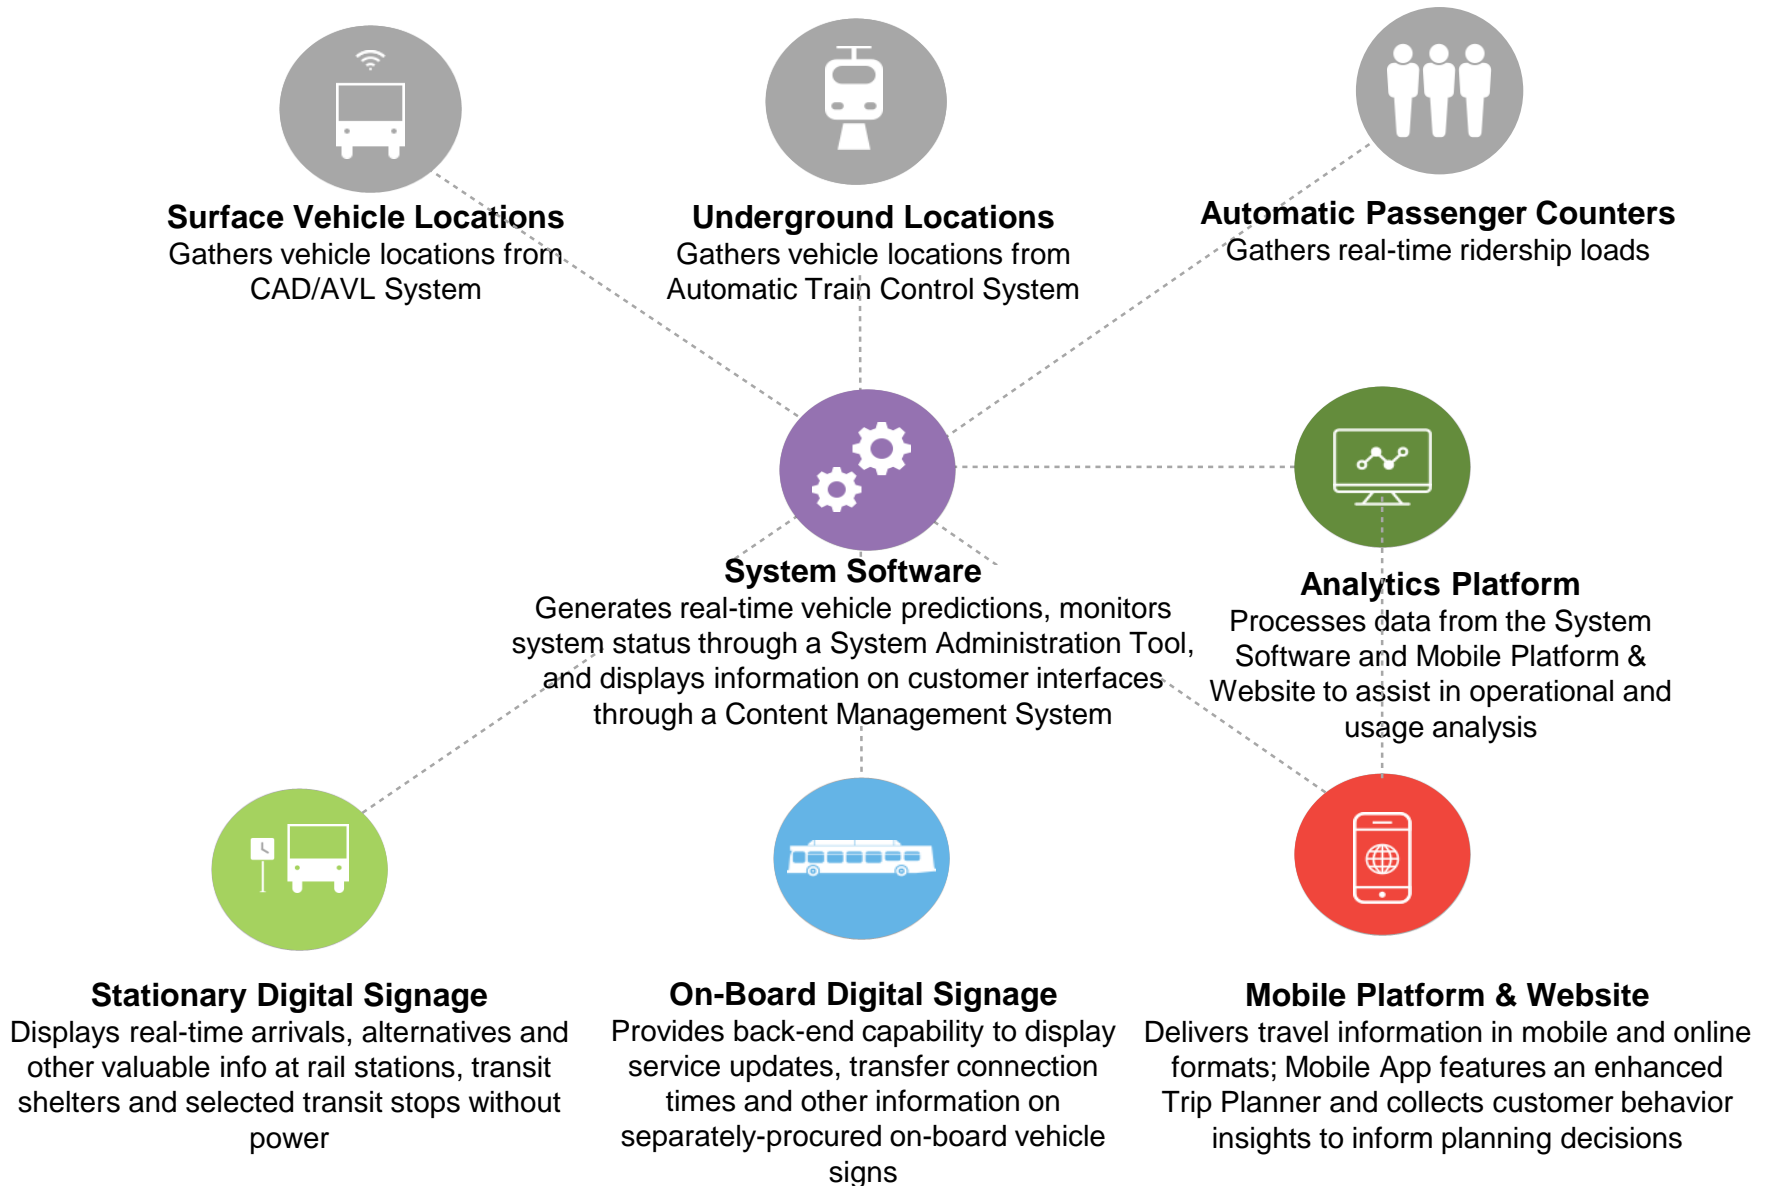 Surface Vehicle Locations
Gathers vehicle locations from
CAD/AVL System
Underground Locations
Gathers vehicle locations from
Automatic Train Control System
Automatic Passenger Counters
Gathers real-time ridership loads
System Software
Generates real-time vehicle predictions, monitors
system status through a System Administration Tool,
and displays information on customer interfaces
through a Content Management System
Analytics Platform
Processes data from the System
Software and Mobile Platform &
Website to assist in operational and
usage analysis
Stationary Digital Signage
Displays real-time arrivals, alternatives and
other valuable info at rail stations, transit
shelters and selected transit stops without
power
On-Board Digital Signage
Provides back-end capability to display
service updates, transfer connection
times and other information on
separately-procured on-board vehicle
signs
Mobile Platform & Website
Delivers travel information in mobile and online
formats; Mobile App features an enhanced
Trip Planner and collects customer behavior
insights to inform planning decisions